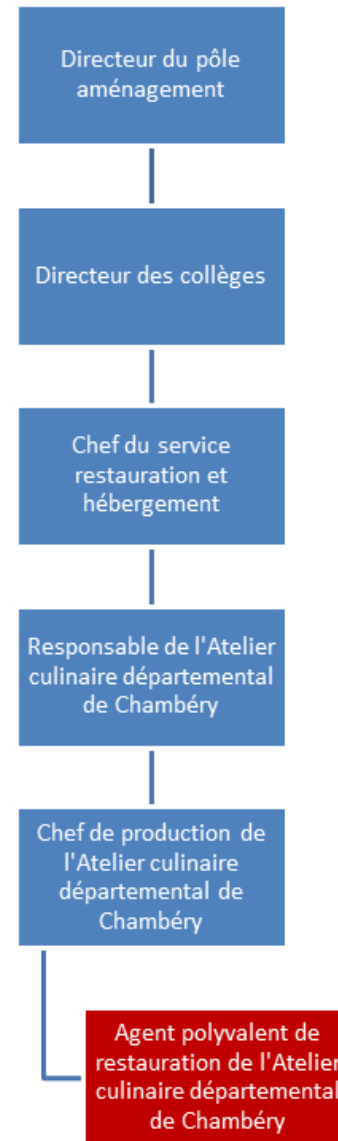 Directeur du pôle
aménagement
Directeur des collèges
Chef du service
restauration et
hébergement
Responsable de l'Atelier
culinaire départemental
de Chambéry
Chef de production de
l'Atelier culinaire
départemental de
Chambéry
Agent polyvalent de
restauration de l'Atelier
culinaire départemental
de Chambéry